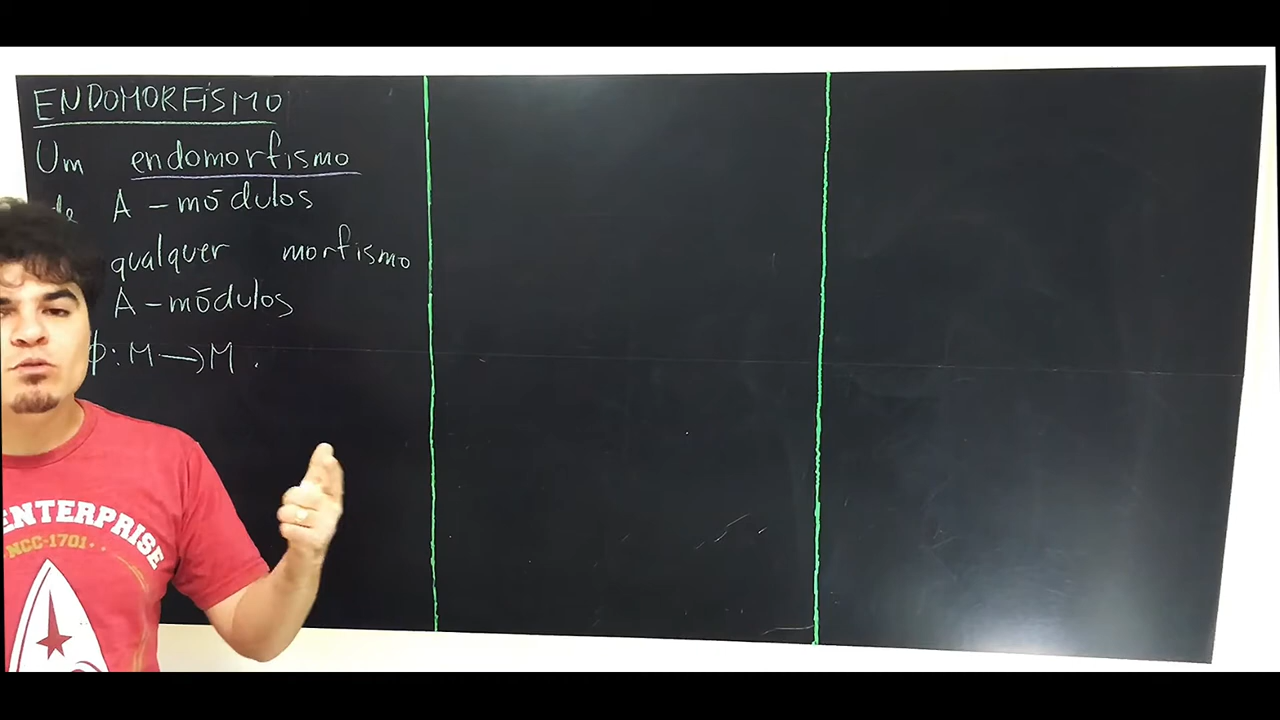 ENDOMORFISMO
Um endomorfismo
de A-módulos
qualquer morfismo
A-módulos
φ: M → M.
ENTERPRISE
NCC-1701